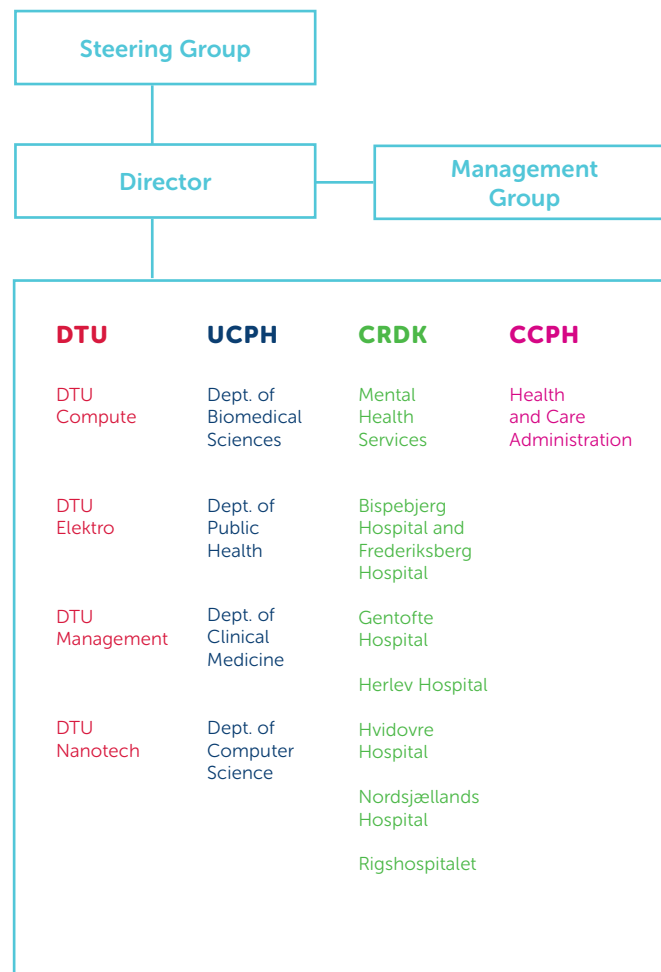 Steering Group
Director
Management
Group
DTU
DTU
Compute
DTU
Elektro
DTU
Management
DTU
Nanotech
UCPH
Dept. of
Biomedical
Sciences
Dept. of
Public
Health
Dept. of
Clinical
Medicine
Dept. of
Computer
Science
CRDK
Mental
Health
Services
Bispebjerg
Hospital and
Frederiksberg
Hospital
Gentofte
Hospital
Herlev Hospital
Hvidovre
Hospital
Nordsjællands
Hospital
Rigshospitalet
CCPH
Health
and Care
Administration